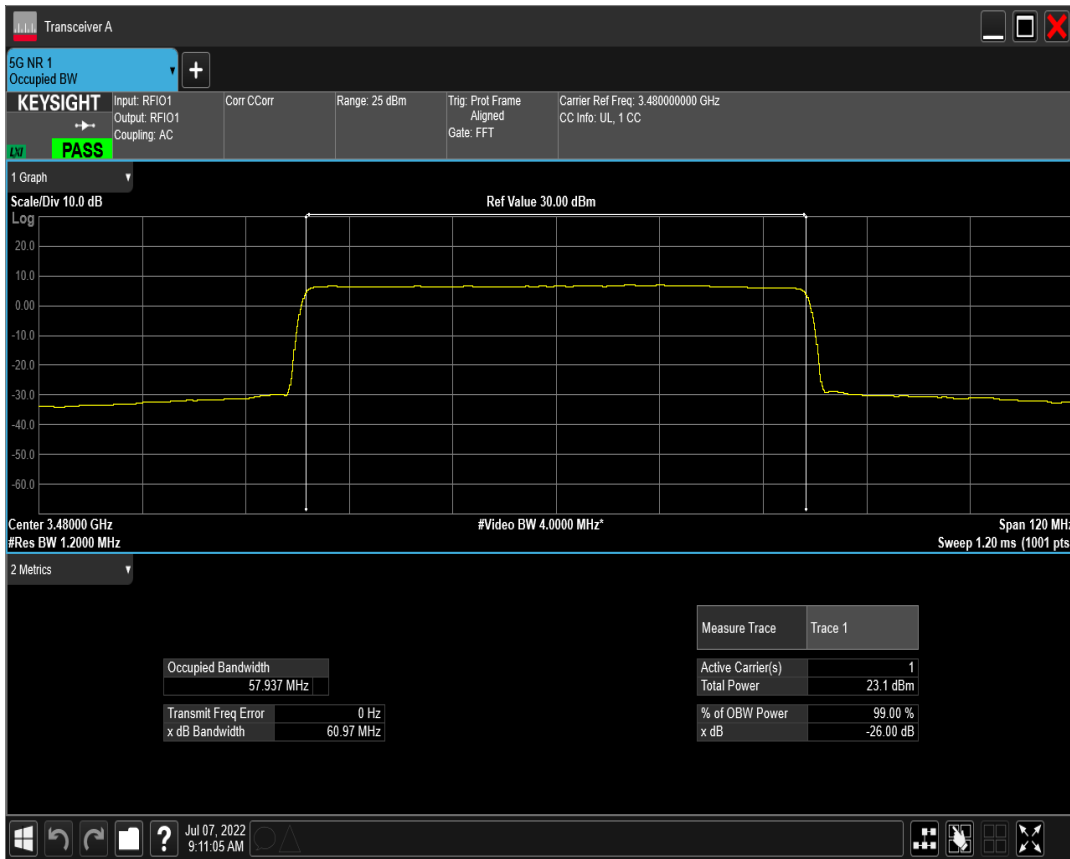 Transceiver A
5G NR 1
Occupied BW
KEYSIGHT
LXI
PASS
Input: RFIO1
Output: RFIO1
Coupling: AC
Corr CCorr
Range: 25 dBm
Trig: Prot Frame
Aligned
Gate: FFT
Carrier Ref Freq: 3.480000000 GHz
CC Info: UL, 1 CC
1 Graph
Scale/Div 10.0 dB
Ref Value 30.00 dBm
Log
20.0
10.0
0.00
-10.0
-20.0
-30.0
-40.0
-50.0
-60.0
Center 3.48000 GHz
#Video BW 4.0000 MHz*
Span 120 MHz
#Res BW 1.2000 MHz
Sweep 1.20 ms (1001 pts
2 Metrics
Measure Trace Trace 1
Occupied Bandwidth
57.937 MHz
Active Carrier(s) 1
Total Power 23.1 dBm
Transmit Freq Error 0 Hz
x dB Bandwidth 60.97 MHz
% of OBW Power 99.00 %
x dB -26.00 dB
?
Jul 07, 2022
9:11:05 AM